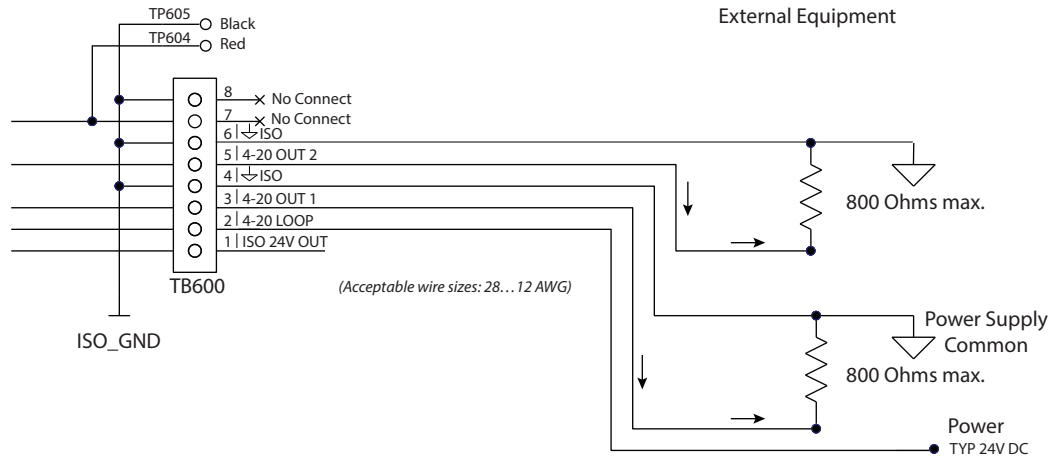 External Equipment
TP605
Black
TP604
Red
8
No Connect
7
No Connect
6 | ISO
5 | 4-20 OUT 2
4 | ISO
3 | 4-20 OUT 1
2 | 4-20 LOOP
1 | ISO 24V OUT
TB600
(Acceptable wire sizes: 28…12 AWG)
ISO_GND
800 Ohms max.
Power Supply
Common
800 Ohms max.
Power
TYP 24V DC